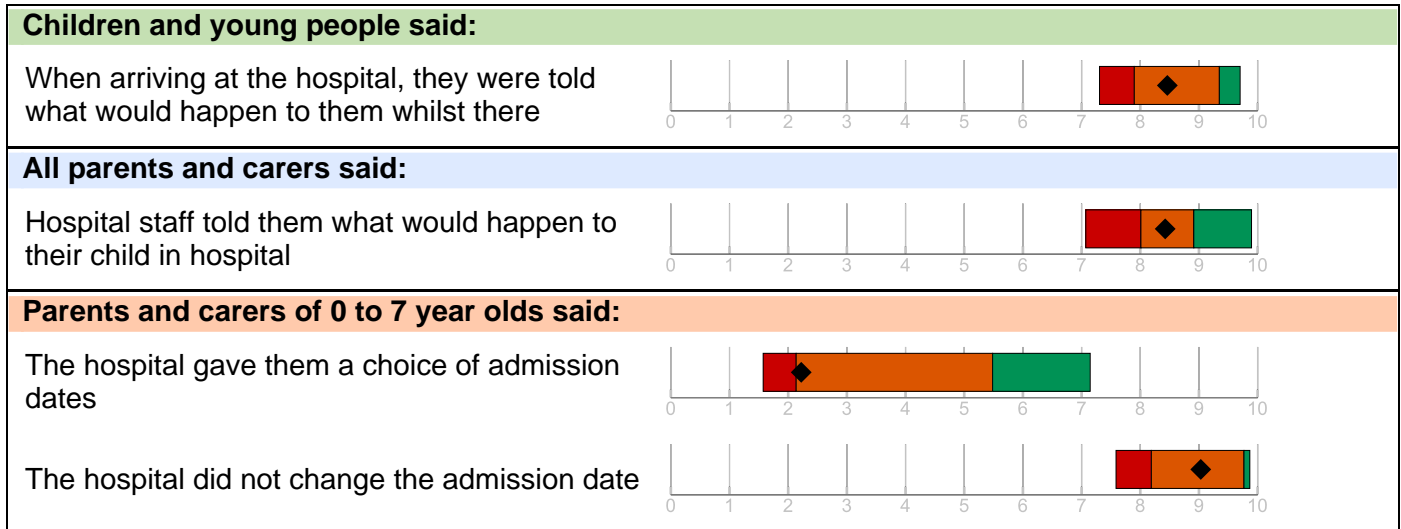 Children and young people said:
When arriving at the hospital, they were told
what would happen to them whilst there
0 1 2 3 4 5 6 7 8 9 10
All parents and carers said:
Hospital staff told them what would happen to
their child in hospital
0 1 2 3 4 5 6 7 8 9 10
Parents and carers of 0 to 7 year olds said:
The hospital gave them a choice of admission
dates
0 1 2 3 4 5 6 7 8 9 10
The hospital did not change the admission date
0 1 2 3 4 5 6 7 8 9 10